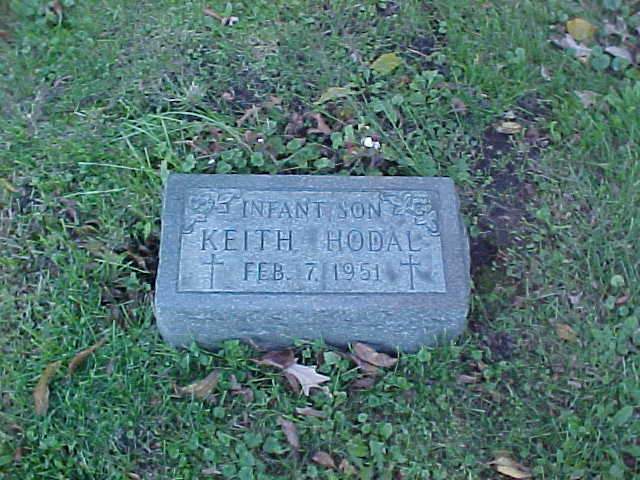 INFANT SON
KEITH HODAL
FEB. 7, 1951